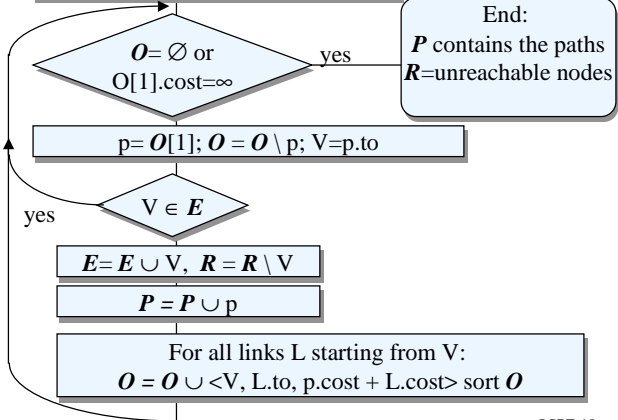 End:
P contains the paths
R=unreachable nodes
O= ∅ or
O[1].cost=∞
yes
p= O[1]; O = O \ p; V=p.to
V ∈ E
yes
E= E ∪ V, R = R \ V
P = P ∪ p
For all links L starting from V:
O = O ∪ <V, L.to, p.cost + L.cost> sort O